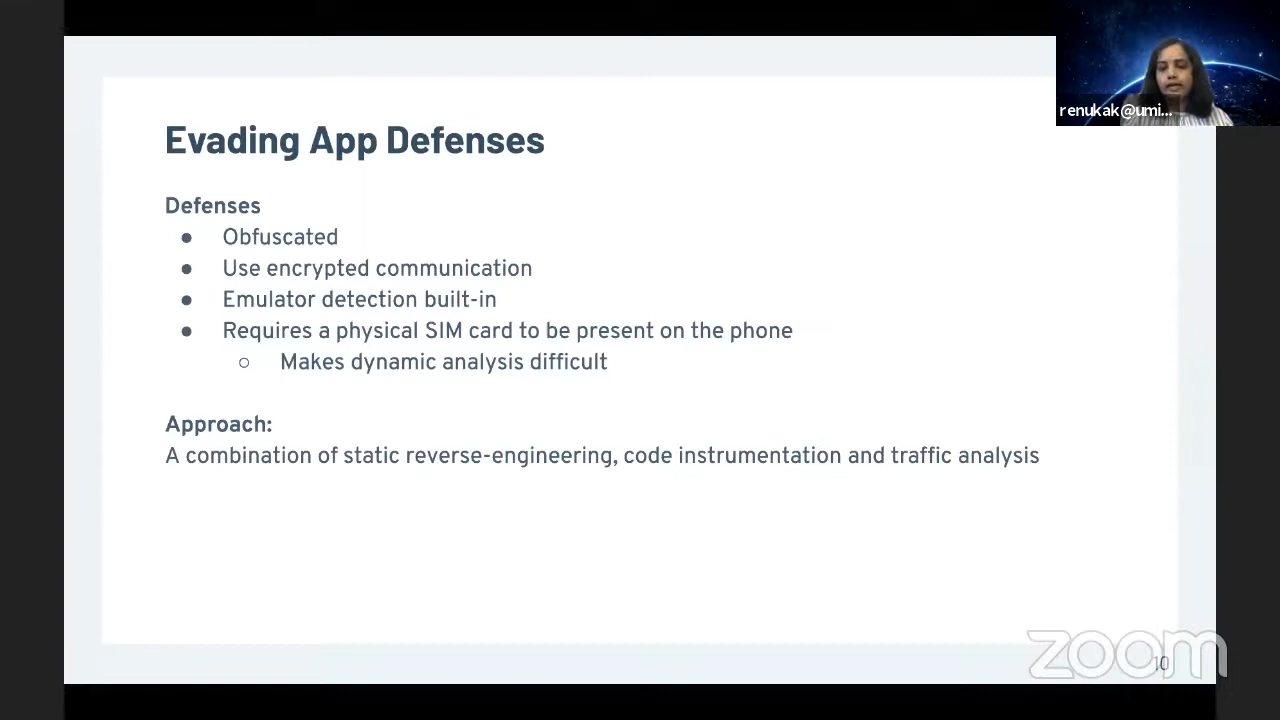 renukak@umi...
Evading App Defenses
Defenses
● Obfuscated
● Use encrypted communication
● Emulator detection built-in
● Requires a physical SIM card to be present on the phone
○ Makes dynamic analysis difficult
Approach:
A combination of static reverse-engineering, code instrumentation and traffic analysis
zoom
10